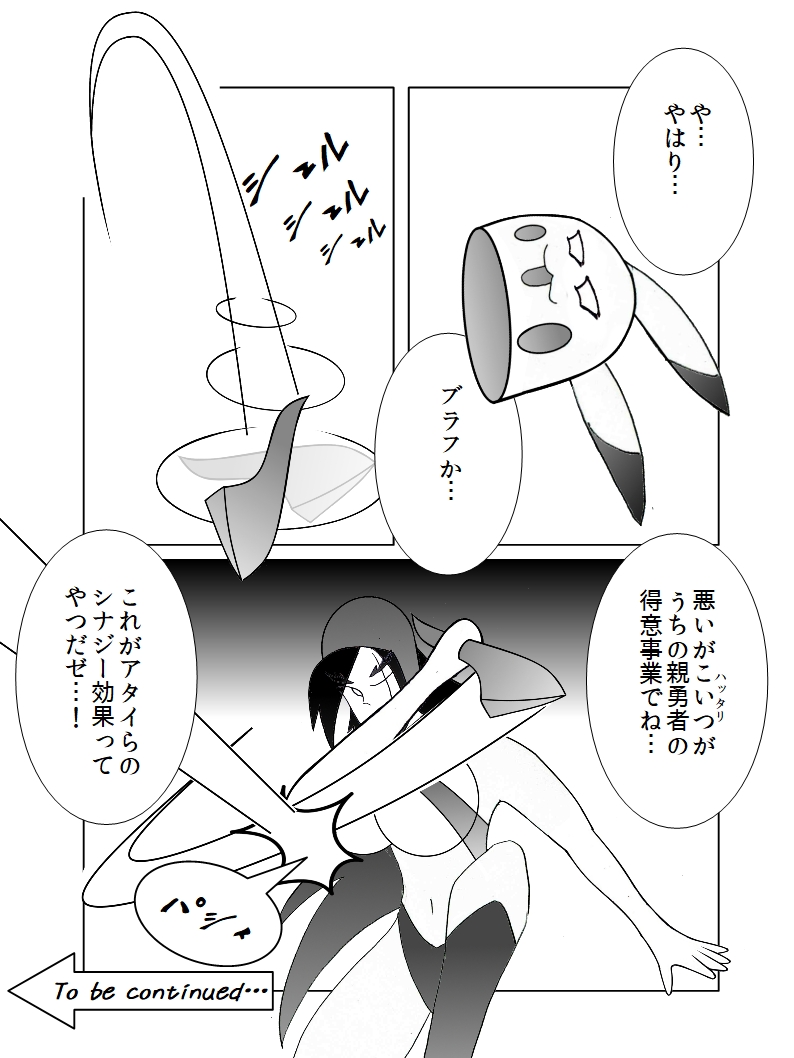 や…
やはり…
ブラフか…
シュル
シュル
シュル
悪いがこいつが
ハッタリ
うちの親勇者の
得意事業でね…
これがアタイらの
シナジー効果って
やつだゼ…！
パシャ
To be continued…